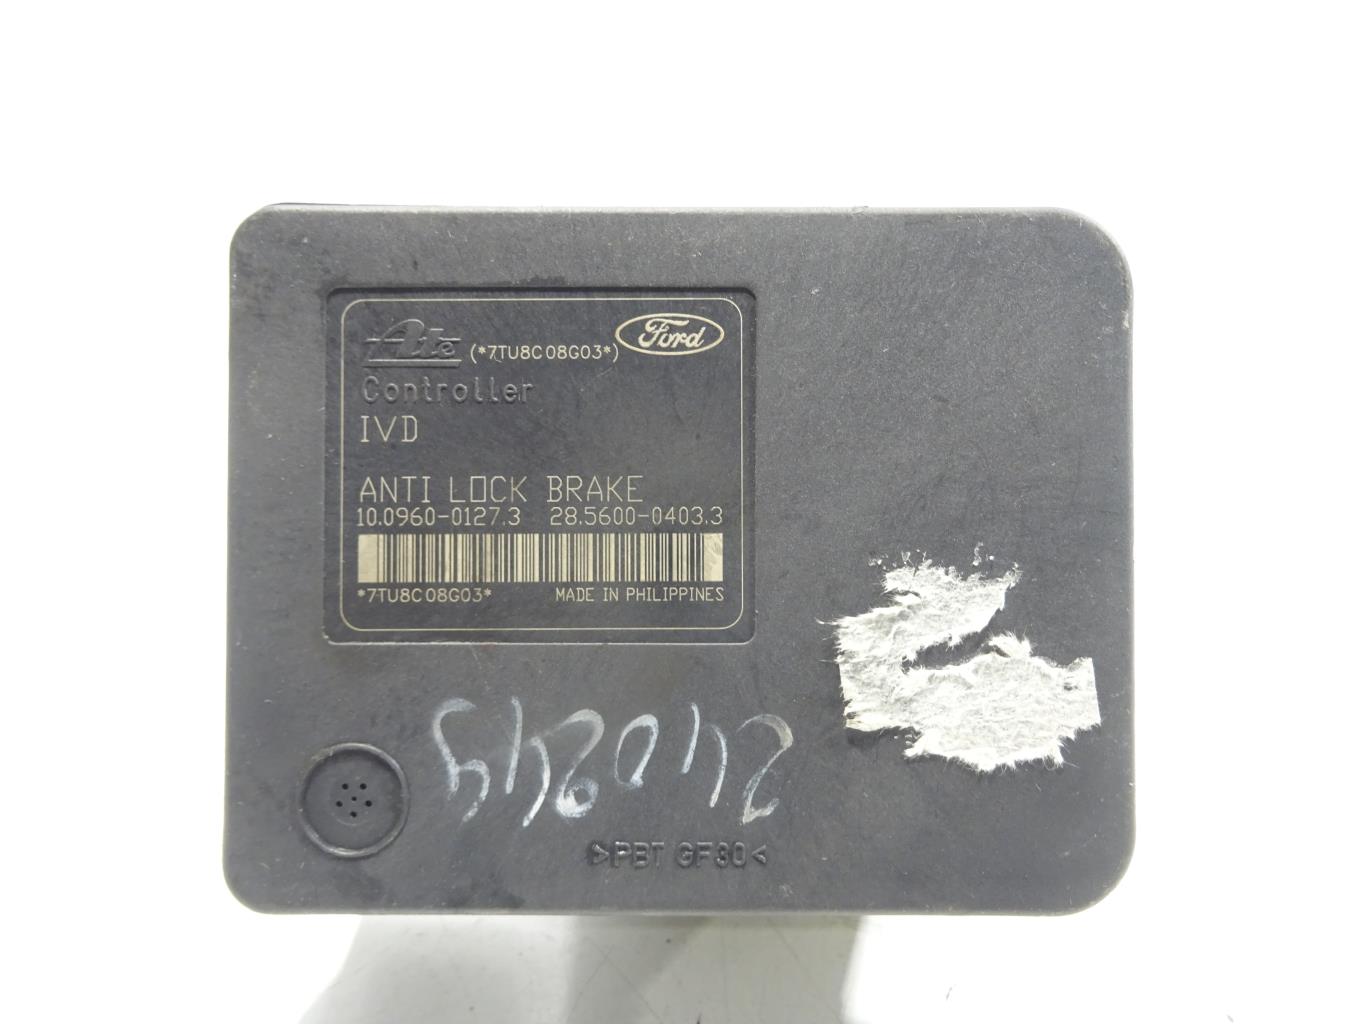 Ate (*7TU8C08G03*) Ford
Controller
IVD
ANTI LOCK BRAKE
10.0960-0127.3 28.5600-0403.3
*7TU8C08G03* MADE IN PHILIPPINES
>PBT GF30<